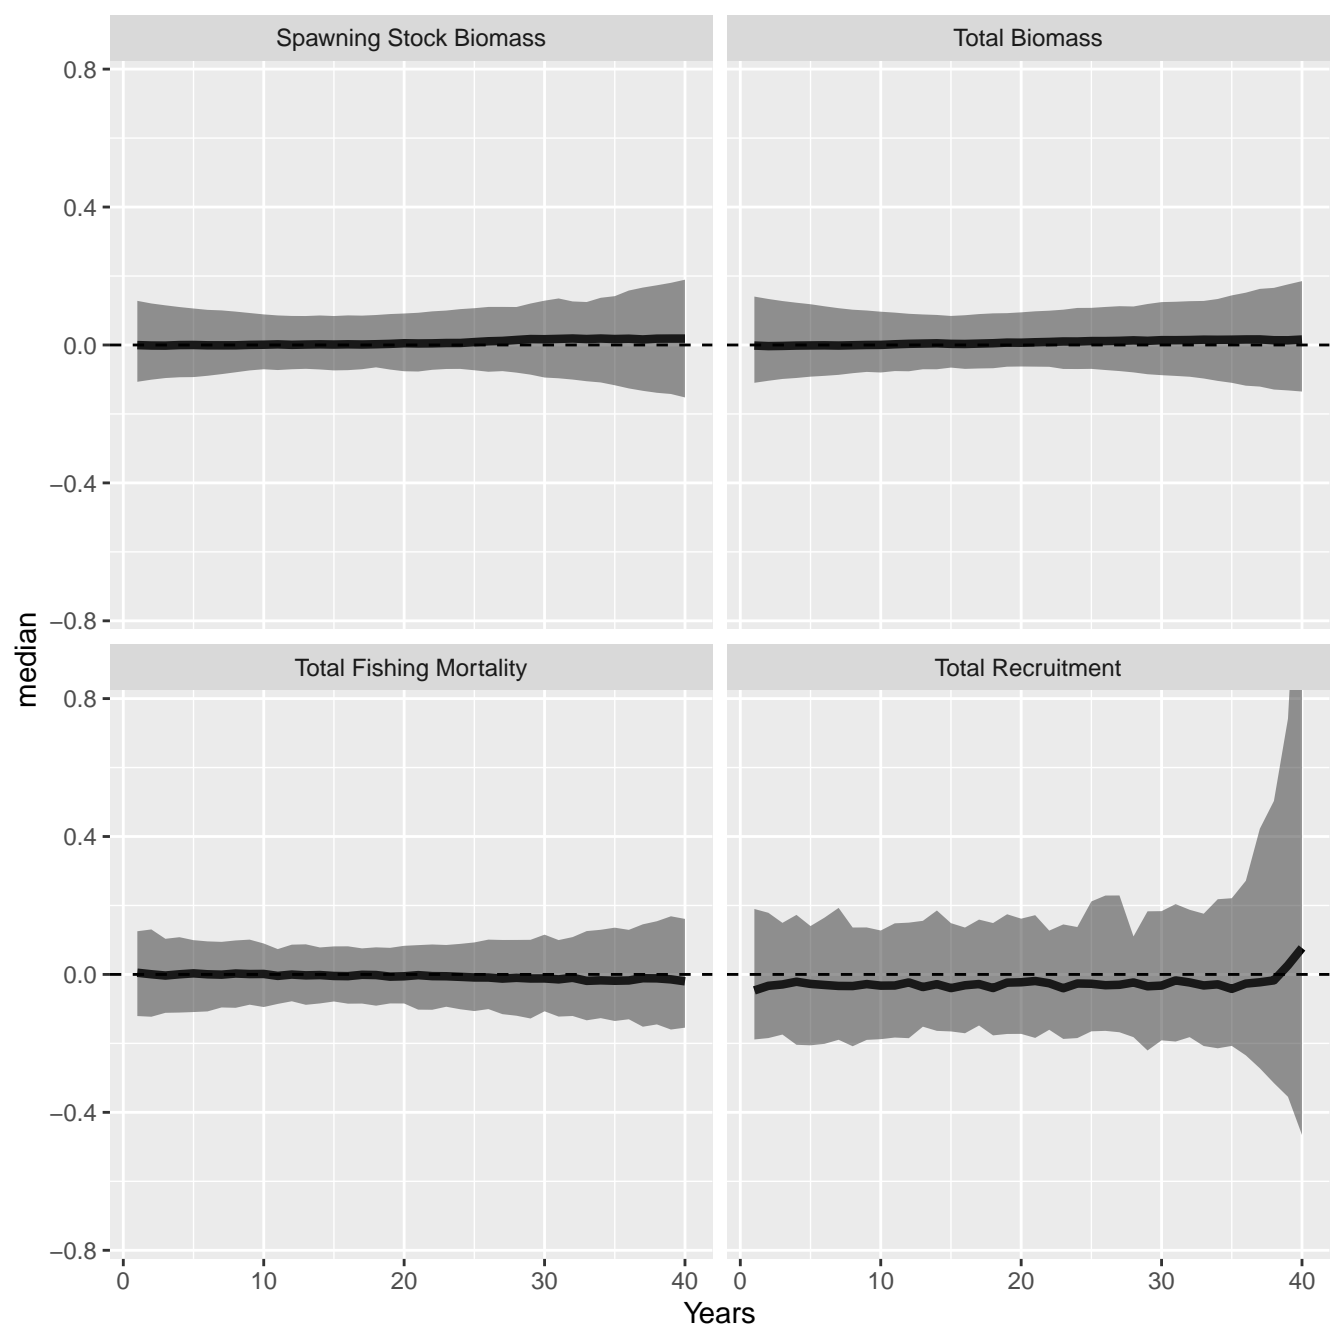 Spawning Stock Biomass
Total Biomass
0.8
0.4
0.0
−0.4
−0.8
median
Total Fishing Mortality
Total Recruitment
0.8
0.4
0.0
−0.4
−0.8
0 10 20 30 40
0 10 20 30 40
Years